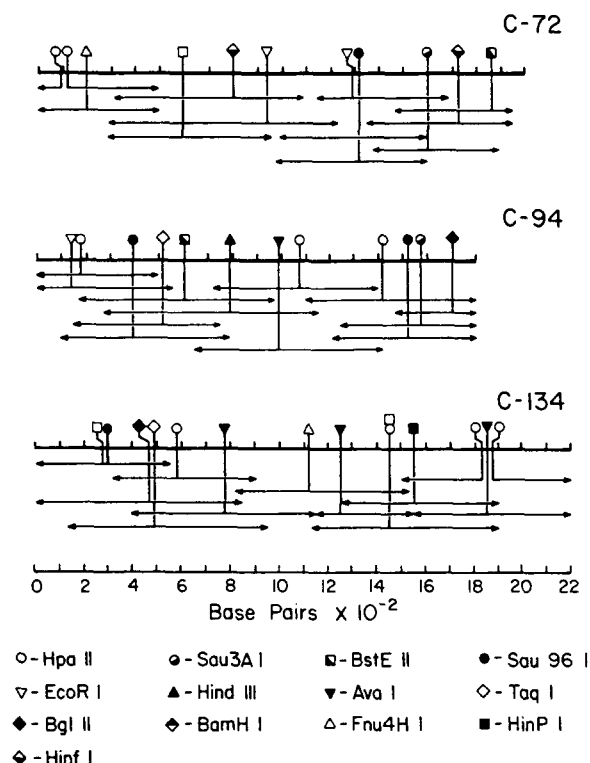 C-72
C-94
C-134
0 2 4 6 8 10 12 14 16 18 20 22
Base Pairs × 10⁻²
- Hpa II - Sau3A I - BstE II - Sau 96 I
- EcoR I - Hind III - Ava I - Taq I
- Bgl II - BamH I - Fnu4H I - HinP I
- Hinf I